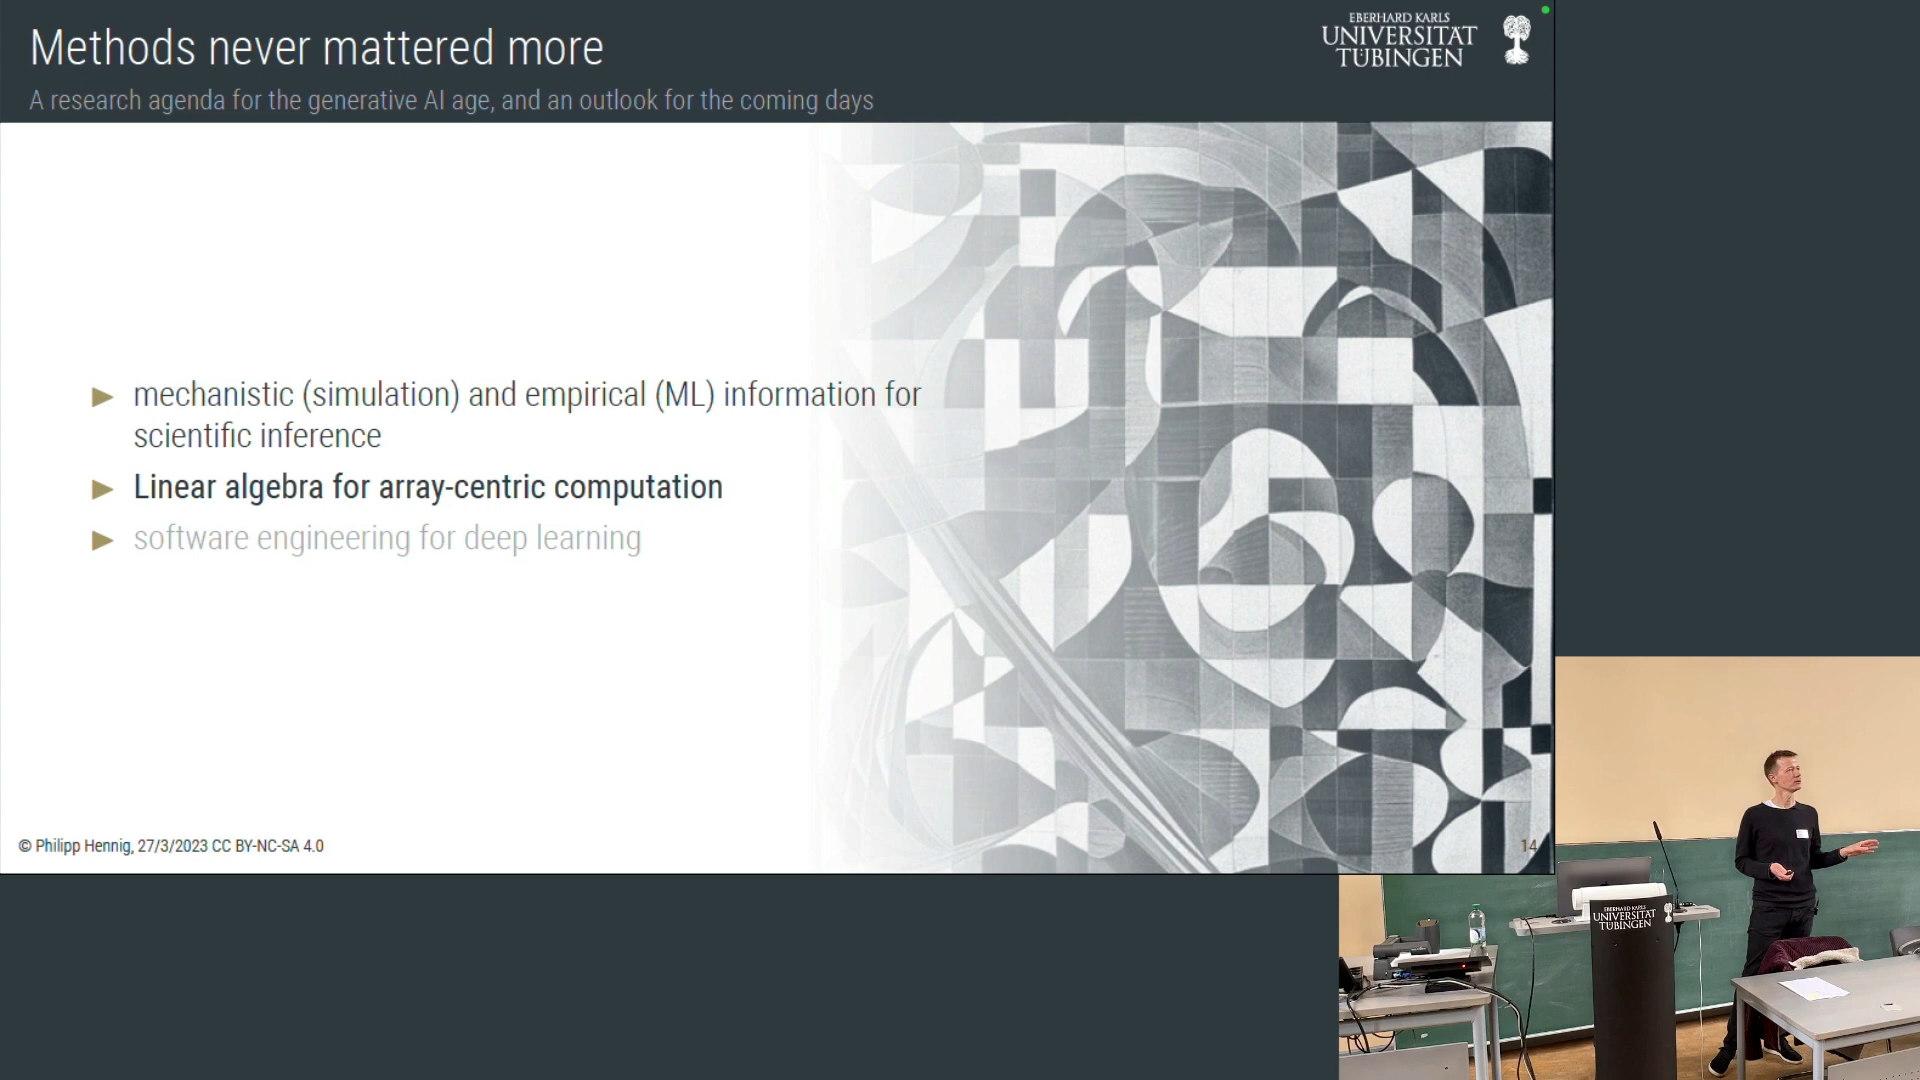 Methods never mattered more
A research agenda for the generative AI age, and an outlook for the coming days
EBERHARD KARLS
UNIVERSITÄT
TÜBINGEN
► mechanistic (simulation) and empirical (ML) information for
scientific inference
► Linear algebra for array-centric computation
► software engineering for deep learning
© Philipp Hennig, 27/3/2023 CC BY-NC-SA 4.0
14
EBERHARD KARLS
UNIVERSITÄT
TÜBINGEN